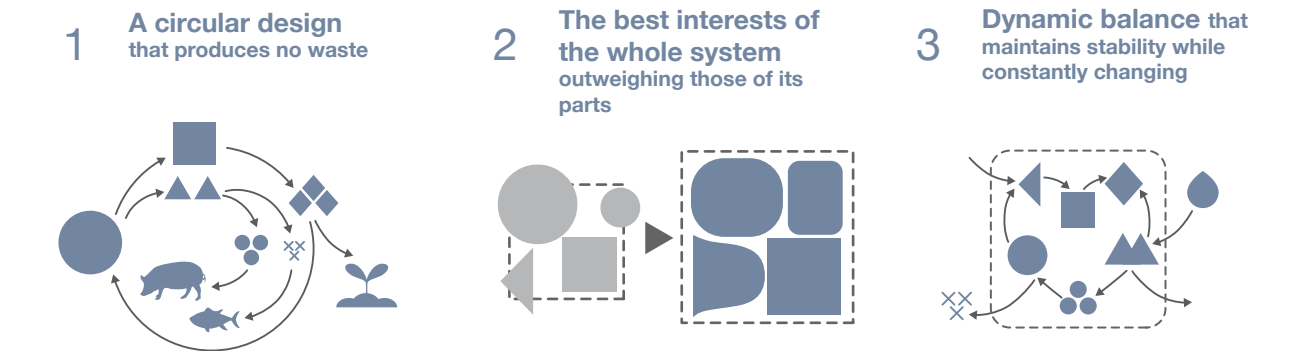 1
A circular design
that produces no waste
2
The best interests of
the whole system
outweighing those of its
parts
3
Dynamic balance that
maintains stability while
constantly changing